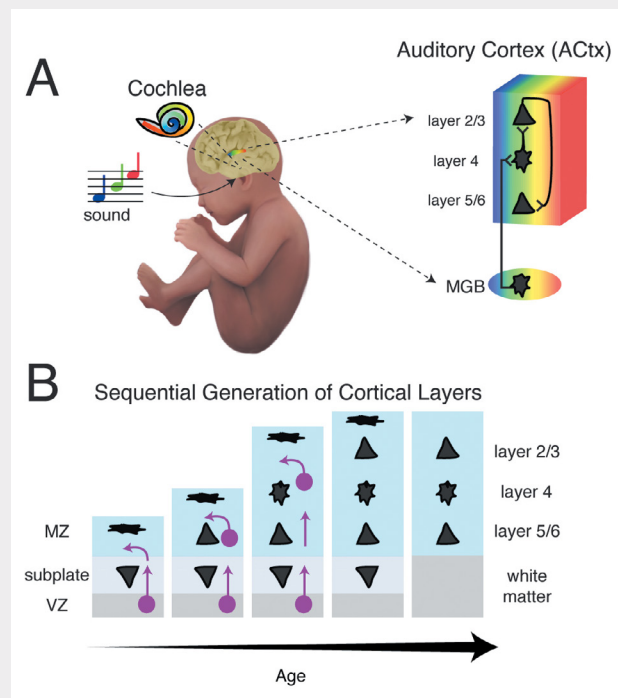 A
Cochlea
sound
Auditory Cortex (ACtx)
layer 2/3
layer 4
layer 5/6
MGB
B
Sequential Generation of Cortical Layers
MZ
subplate
VZ
layer 2/3
layer 4
layer 5/6
white
matter
Age